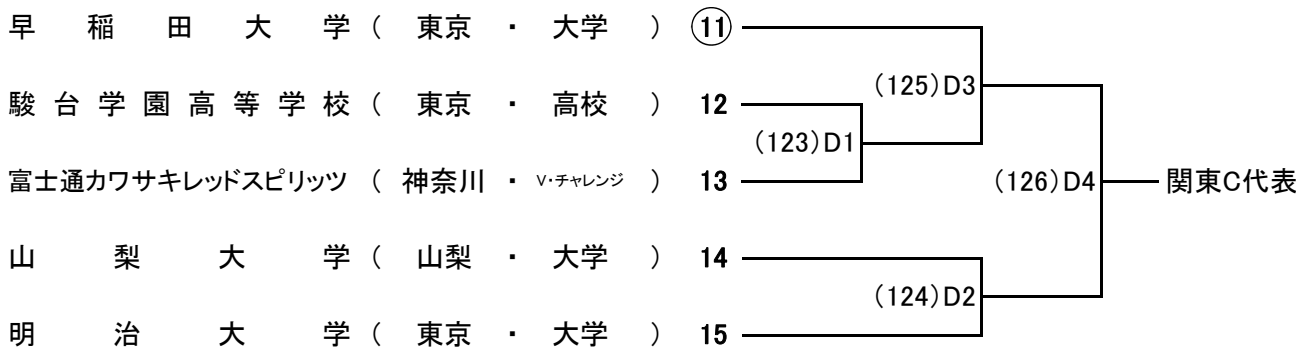 早稲田大学(東京・大学)⑪
(125)D3
駿台学園高等学校(東京・高校)12
(123)D1
富士通カワサキレッドスピリッツ(神奈川・V・チャレンジ)13
(126)D4 関東C代表
山梨大学(山梨・大学)14
(124)D2
明治大学(東京・大学)15